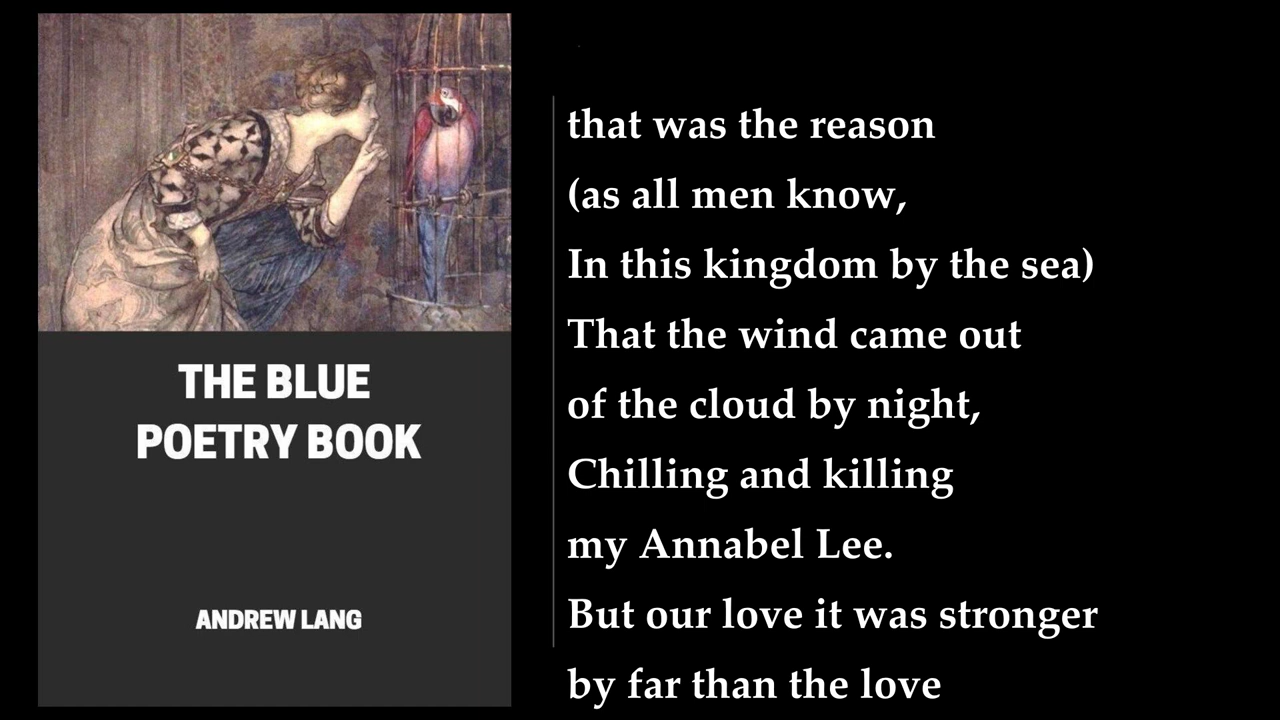 THE BLUE
POETRY BOOK
ANDREW LANG
that was the reason
(as all men know,
In this kingdom by the sea)
That the wind came out
of the cloud by night,
Chilling and killing
my Annabel Lee.
But our love it was stronger
by far than the love